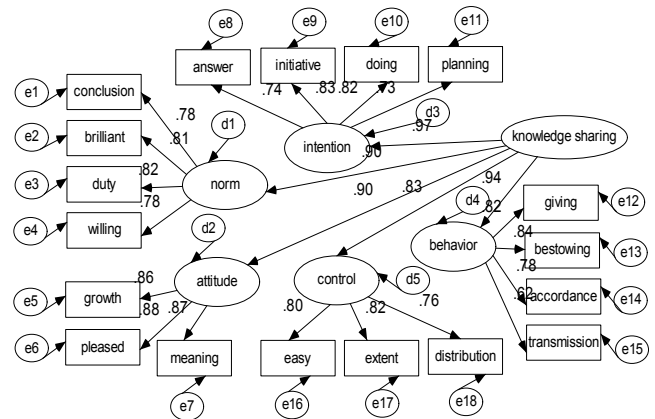 e8
e9
e10
e11
answer
initiative
doing
planning
e1
conclusion
.74
.83
.82
.73
e2
brilliant
.78
.81
d1
d3
.97
knowledge sharing
intention
.90
e3
duty
.82
norm
.94
e4
willing
.78
.90
.83
d4
.82
giving
e12
d2
behavior
.84
bestowing
e13
attitude
control
d5
.78
e5
growth
.86
.62
accordance
e14
e6
pleased
.88
.87
.80
.82
.76
meaning
easy
extent
distribution
transmission
e15
e7
e16
e17
e18